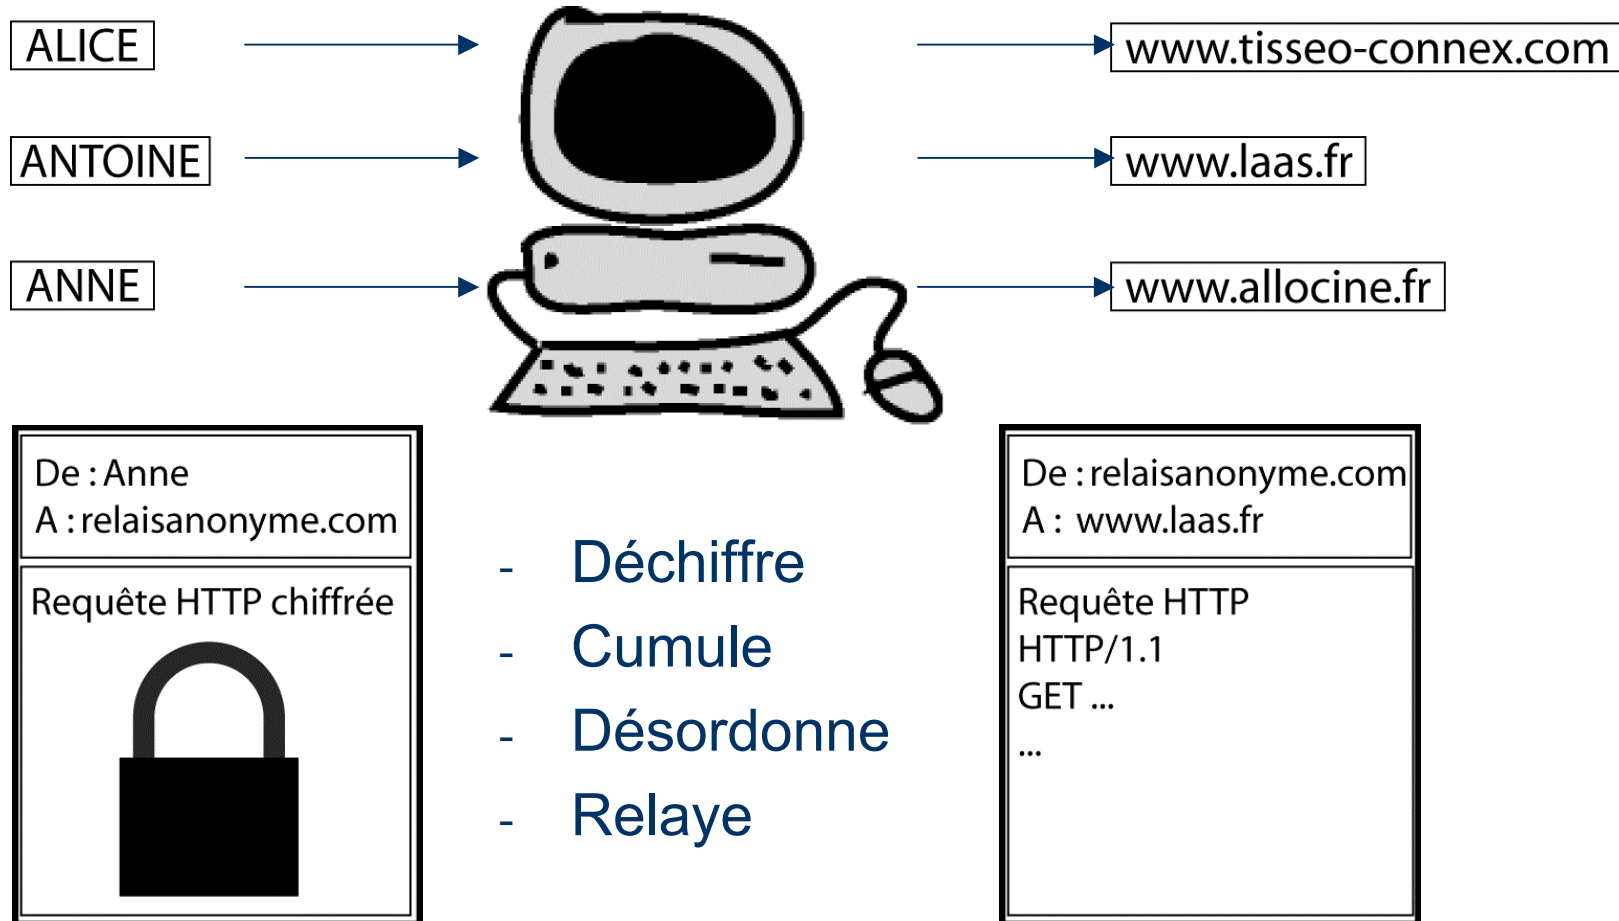 ALICE
www.tisseo-connex.com
ANTOINE
www.laas.fr
ANNE
www.allocine.fr
De : Anne
A : relaisanonyme.com
Requête HTTP chiffrée
- Déchiffre
- Cumule
- Désordonne
- Relaye
De : relaisanonyme.com
A : www.laas.fr
Requête HTTP
HTTP/1.1
GET ...
...